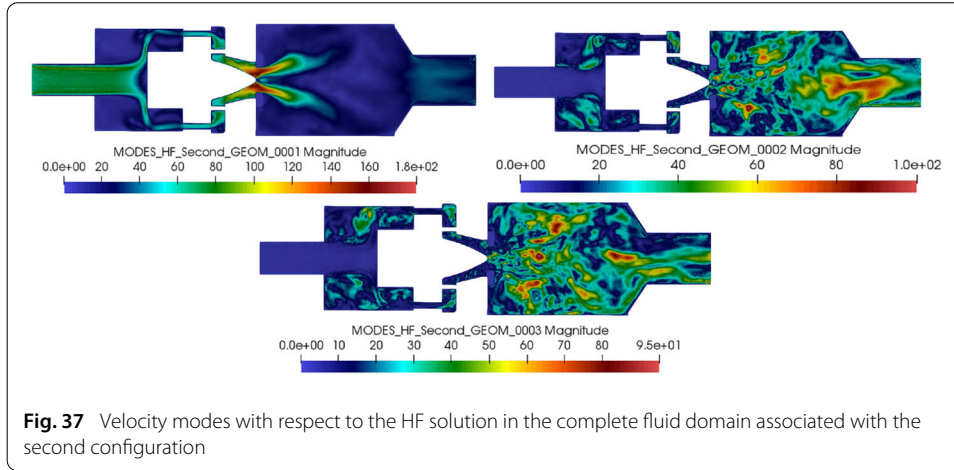 MODES_HF_Second_GEOM_0001 Magnitude
0.0e+00 20 40 60 80 100 120 140 160 1.8e+02
MODES_HF_Second_GEOM_0002 Magnitude
0.0e+00 20 40 60 80 1.0e+02
MODES_HF_Second_GEOM_0003 Magnitude
0.0e+00 10 20 30 40 50 60 70 80 9.5e+01
Fig. 37 Velocity modes with respect to the HF solution in the complete fluid domain associated with the
second configuration